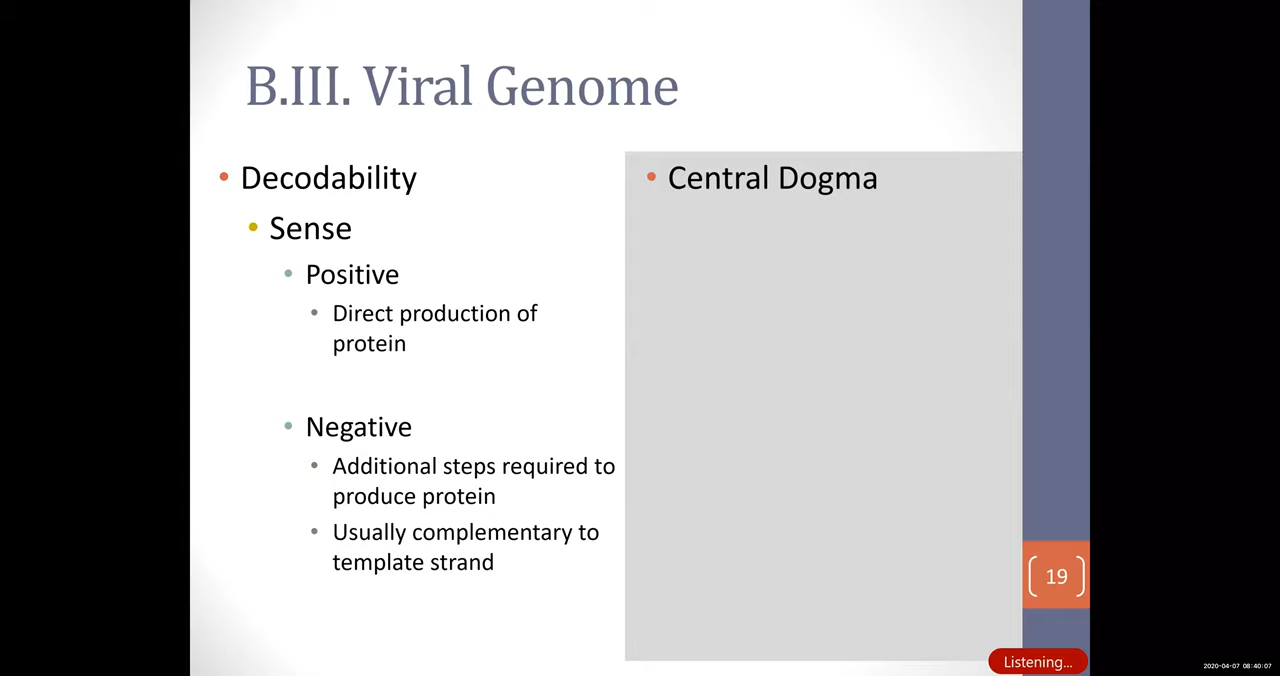 B.III. Viral Genome
• Decodability
• Sense
• Positive
• Direct production of
protein
• Negative
• Additional steps required to
produce protein
• Usually complementary to
template strand
• Central Dogma
19
Listening...
2020-04-07 08:40:07